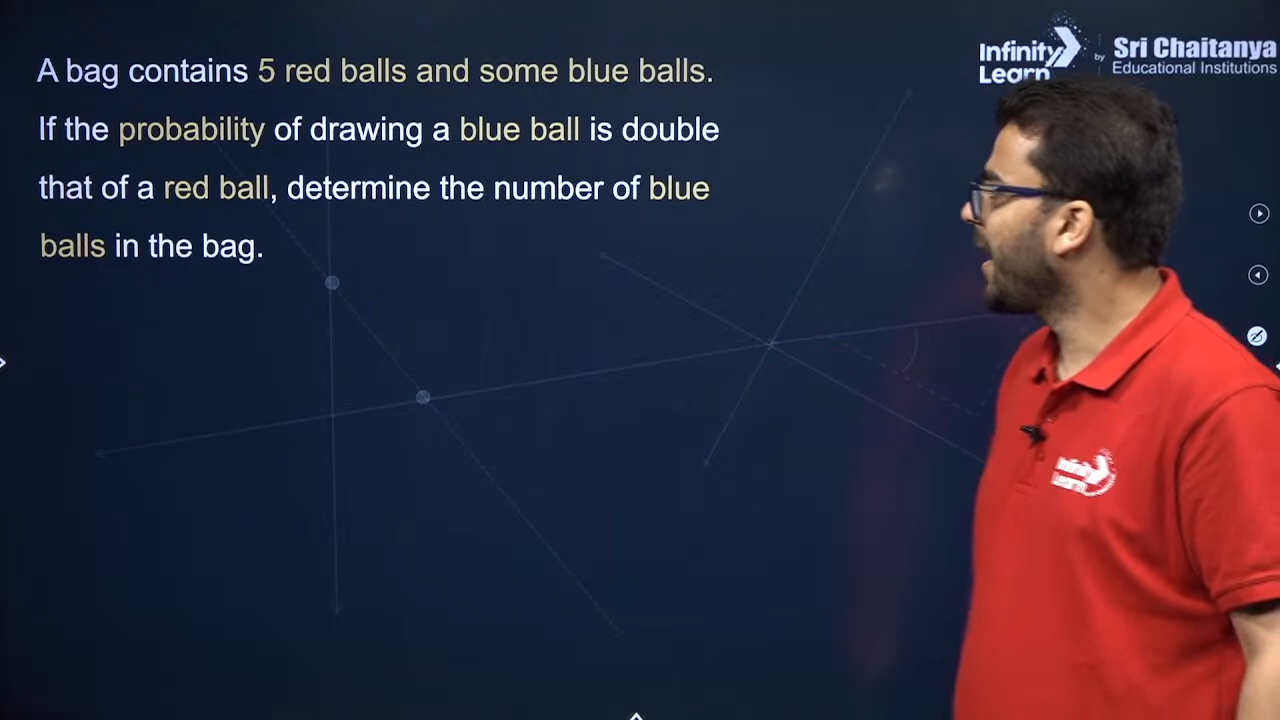 A bag contains 5 red balls and some blue balls.
If the probability of drawing a blue ball is double
that of a red ball, determine the number of blue
balls in the bag.
Infinity
Learn
by
Sri Chaitanya
Educational Institutions
Infinity
Learn